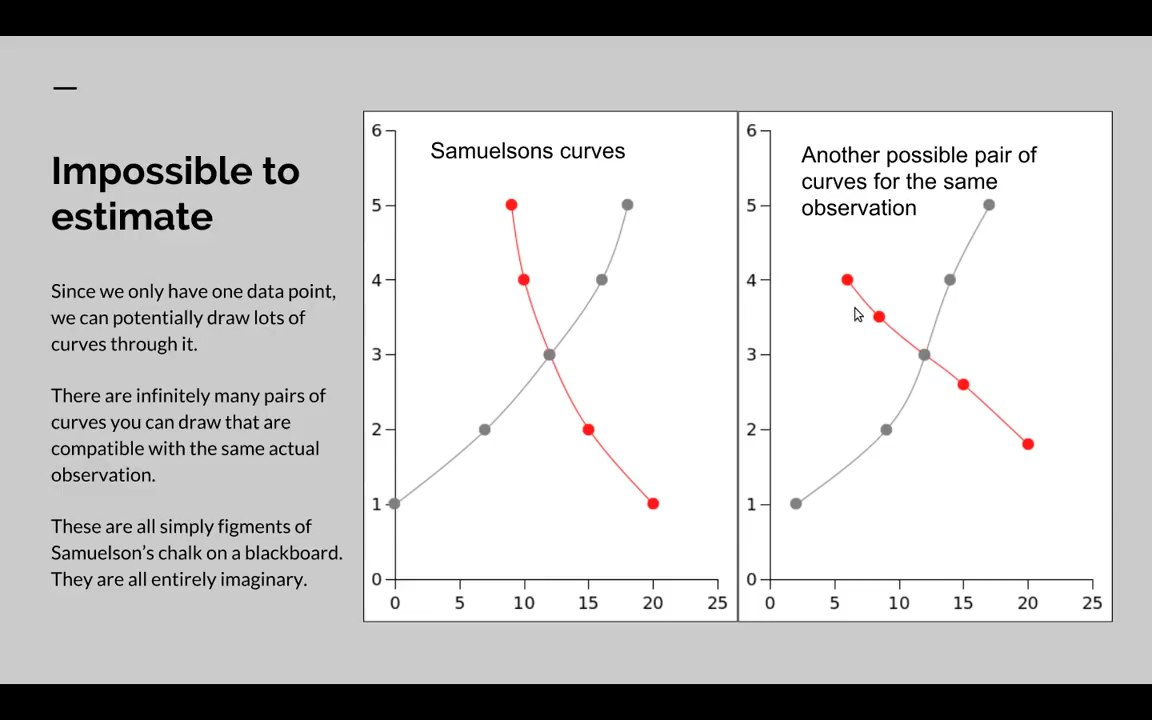 Impossible to
estimate
Since we only have one data point,
we can potentially draw lots of
curves through it.
There are infinitely many pairs of
curves you can draw that are
compatible with the same actual
observation.
These are all simply figments of
Samuelson’s chalk on a blackboard.
They are all entirely imaginary.
Samuelsons curves
6
5
4
3
2
1
0
0 5 10 15 20 25
Another possible pair of
curves for the same
observation
6
5
4
3
2
1
0
0 5 10 15 20 25